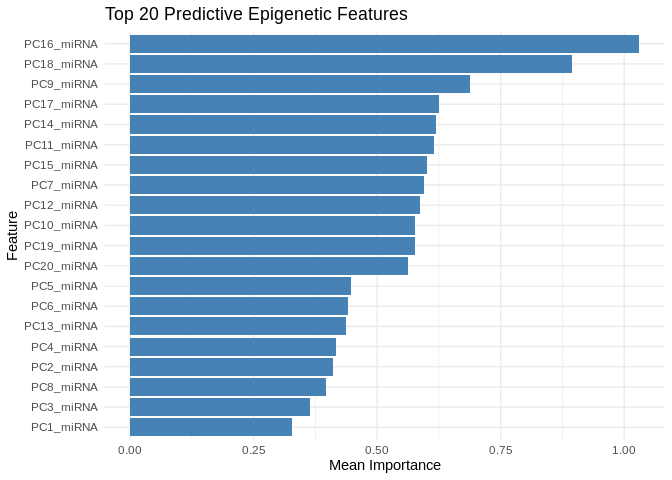 Top 20 Predictive Epigenetic Features
PC16_miRNA
PC18_miRNA
PC9_miRNA
PC17_miRNA
PC14_miRNA
PC11_miRNA
PC15_miRNA
PC7_miRNA
PC12_miRNA
PC10_miRNA
PC19_miRNA
PC20_miRNA
PC5_miRNA
PC6_miRNA
PC13_miRNA
PC4_miRNA
PC2_miRNA
PC8_miRNA
PC3_miRNA
PC1_miRNA
Feature
0.00 0.25 0.50 0.75 1.00
Mean Importance